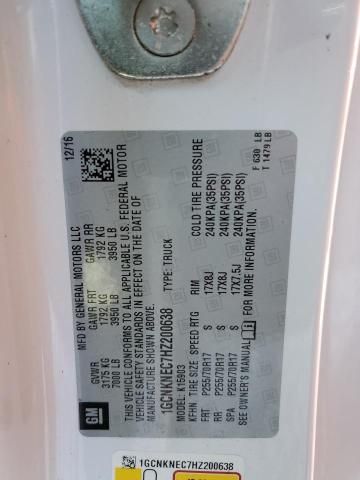 MFD BY GENERAL MOTORS LLC 12/16
GVWR GAWR FRT GAWR RR
3175 KG 1792 KG 1792 KG
7000 LB 3950 LB 3950 LB
THIS VEHICLE CONFORMS TO ALL APPLICABLE U.S. FEDERAL MOTOR
VEHICLE SAFETY STANDARDS IN EFFECT ON THE DATE OF
MANUFACTURE SHOWN ABOVE.
1GCNKNEC7HZ200638 TYPE: TRUCK
MODEL: K15903
TIRE SIZE SPEED RTG RIM COLD TIRE PRESSURE
FRT P255/70R17 S 17X8J 240KPA(35PSI)
RR P255/70R17 S 17X8J 240KPA(35PSI)
SPA P255/70R17 S 17X7.5J 240KPA(35PSI)
SEE OWNER'S MANUAL F 630 LB
T 1479 LB
GM
1GCNKNEC7HZ200638